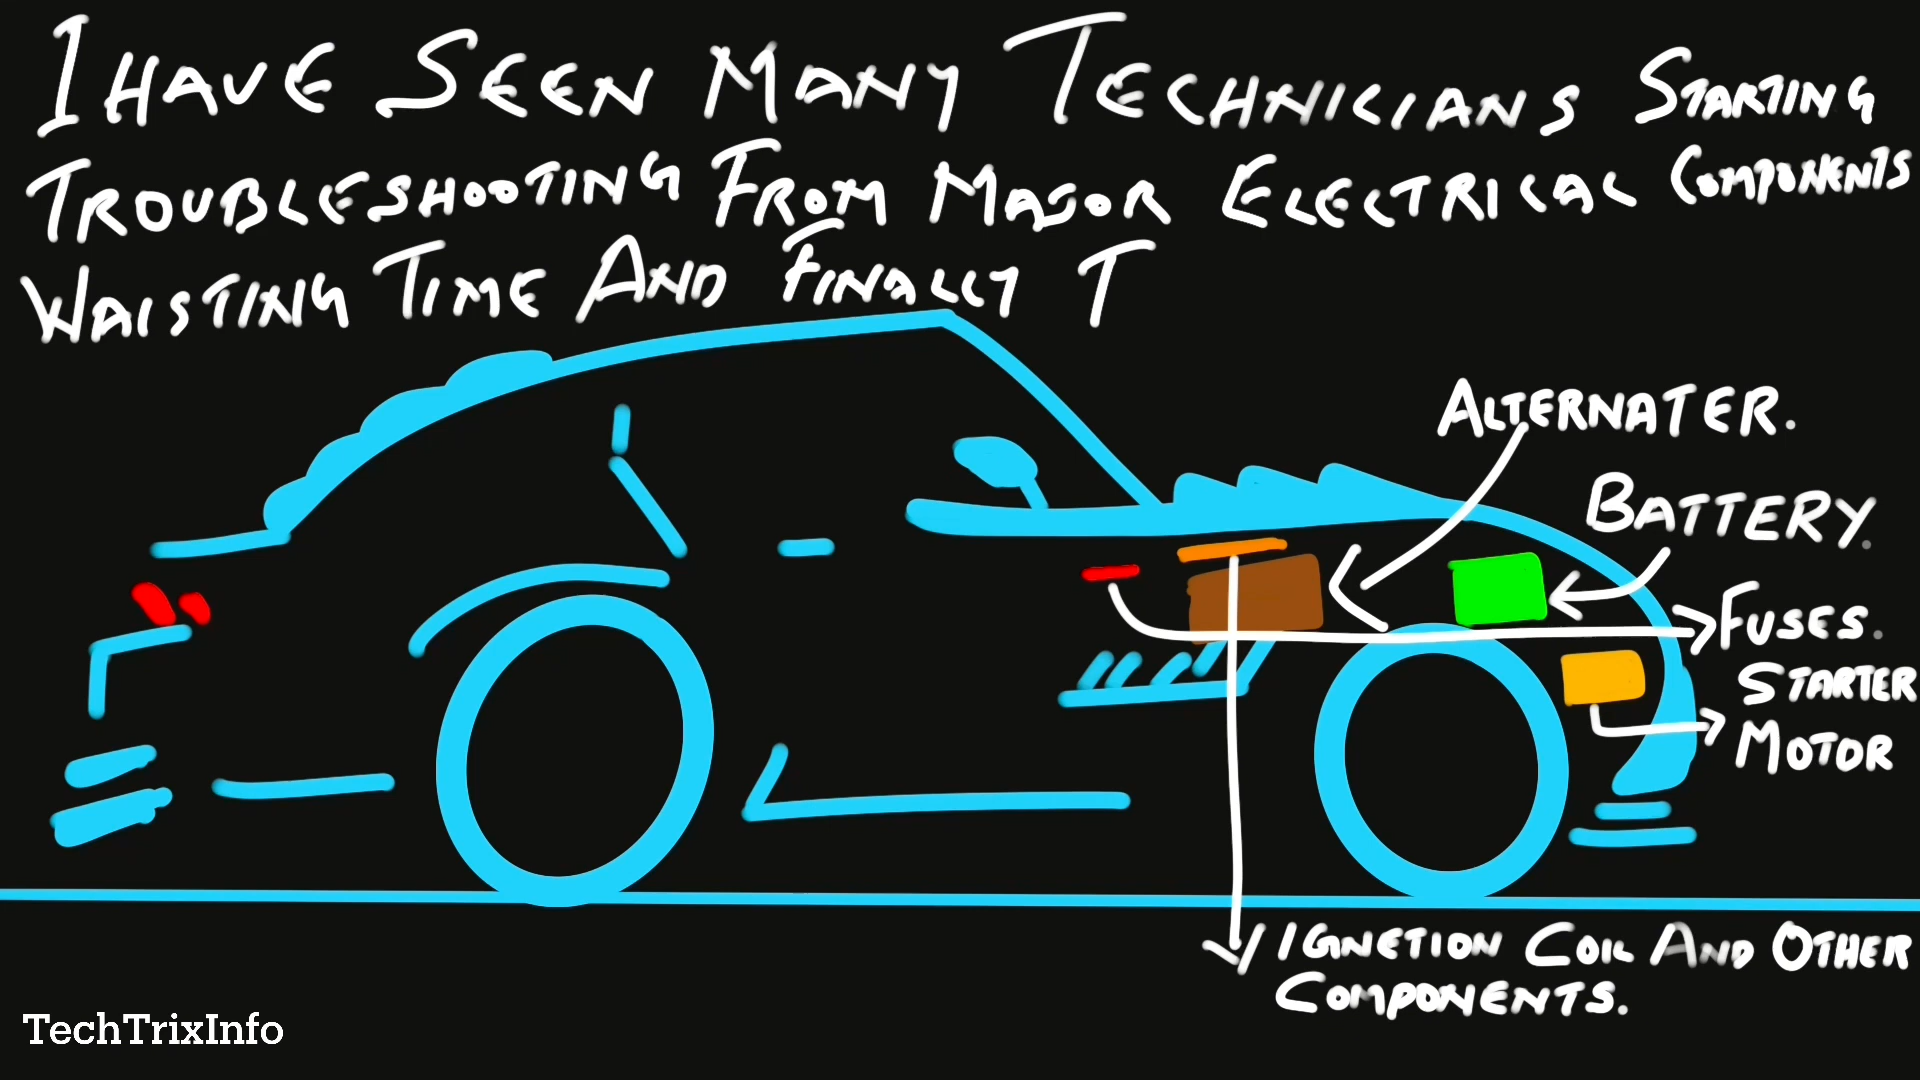 I HAVE SEEN MANY TECHNICIANS STARTING
TROUBLESHOOTING FROM MAJOR ELECTRICAL COMPONENTS
WAISTING TIME AND FINALLY T
ALTERNATER.
BATTERY.
FUSES.
STARTER
MOTOR
IGNETION COIL AND OTHER
COMPONENTS.
TechTrixInfo